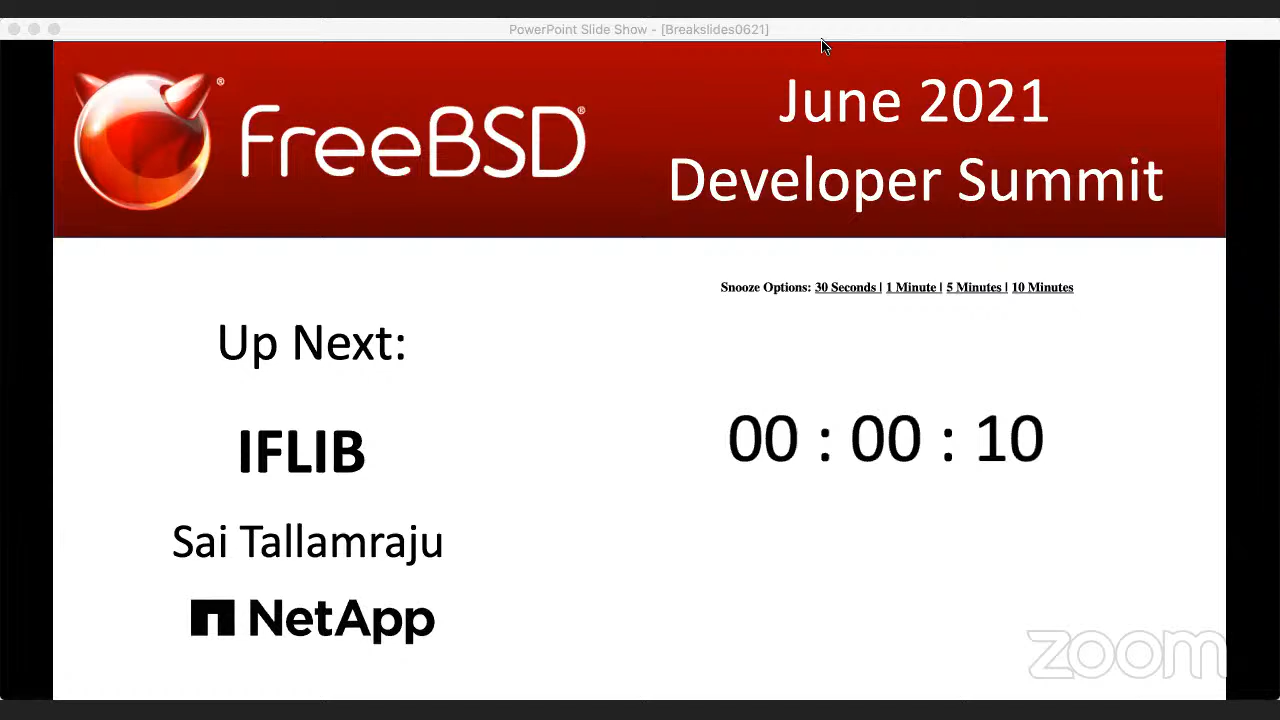 PowerPoint Slide Show - [Breakslides0621]
FreeBSD®
®
June 2021
Developer Summit
Snooze Options: 30 Seconds | 1 Minute | 5 Minutes | 10 Minutes
Up Next:
IFLIB
00 : 00 : 10
Sai Tallamraju
NetApp
zoom